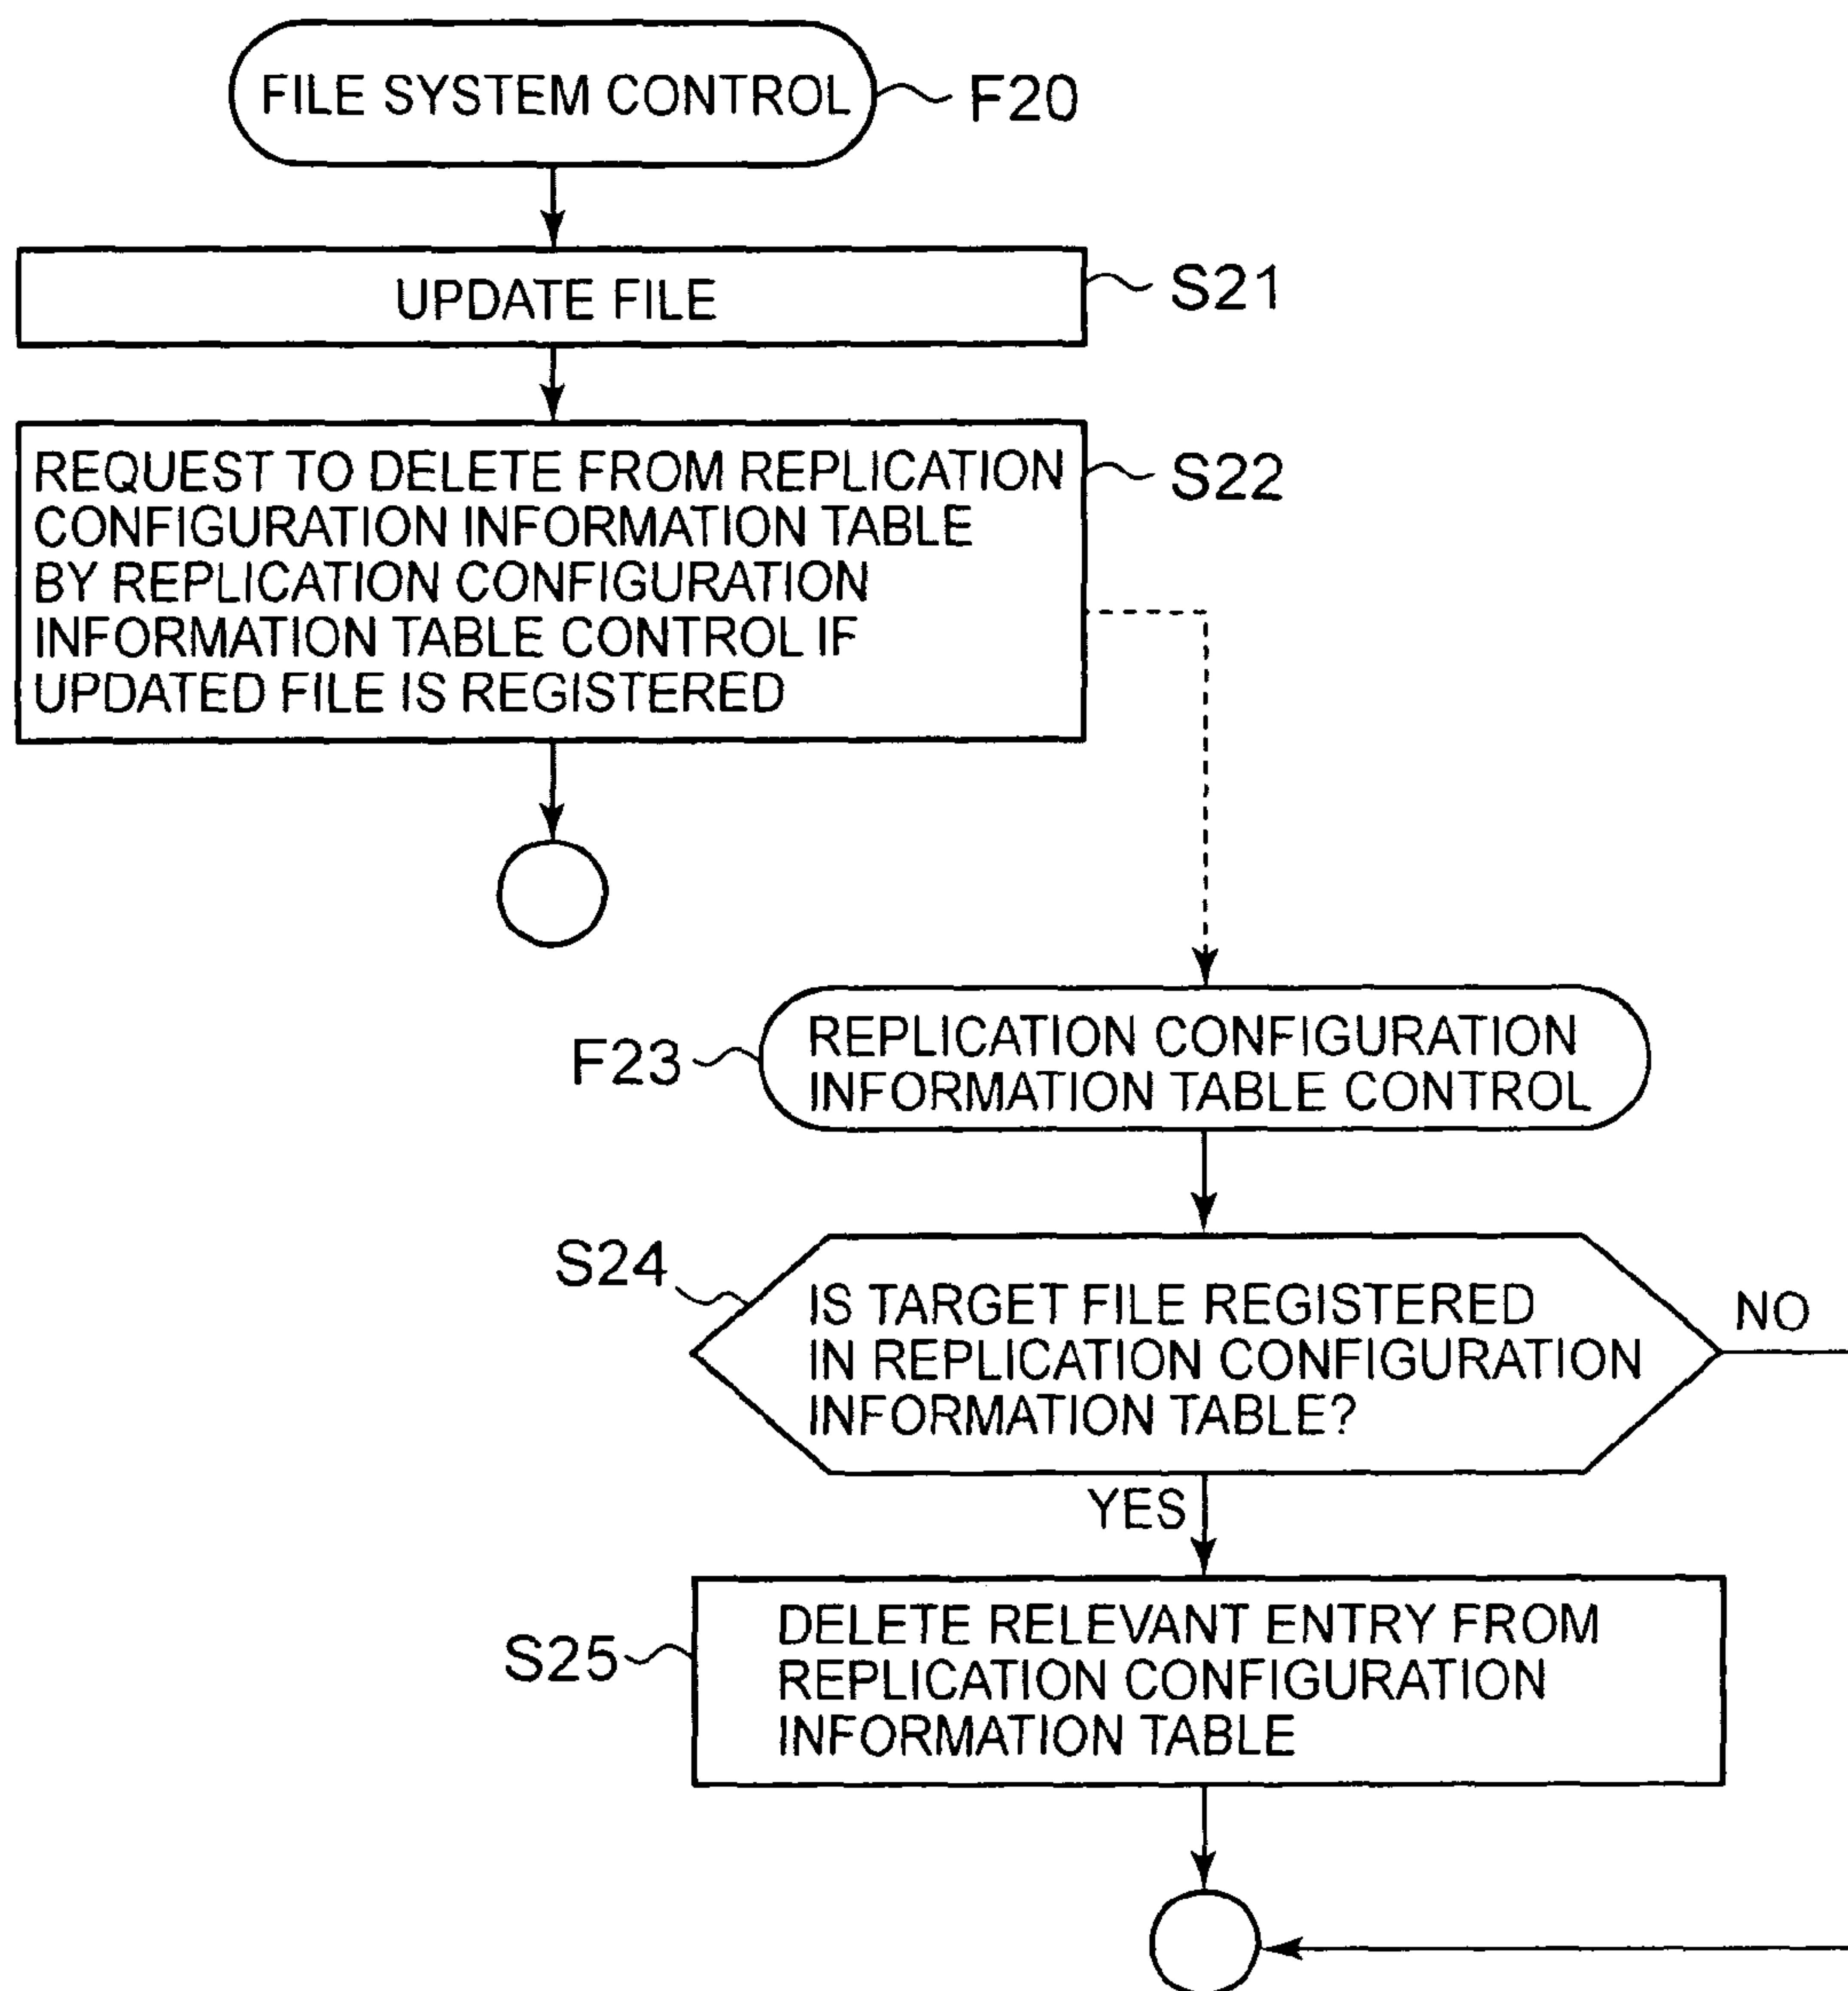 FILE SYSTEM CONTROL
F20
UPDATE FILE
S21
REQUEST TO DELETE FROM REPLICATION
CONFIGURATION INFORMATION TABLE
BY REPLICATION CONFIGURATION
INFORMATION TABLE CONTROL IF
UPDATED FILE IS REGISTERED
S22
F23
REPLICATION CONFIGURATION
INFORMATION TABLE CONTROL
S24
IS TARGET FILE REGISTERED
IN REPLICATION CONFIGURATION
INFORMATION TABLE?
NO
YES
S25
DELETE RELEVANT ENTRY FROM
REPLICATION CONFIGURATION
INFORMATION TABLE